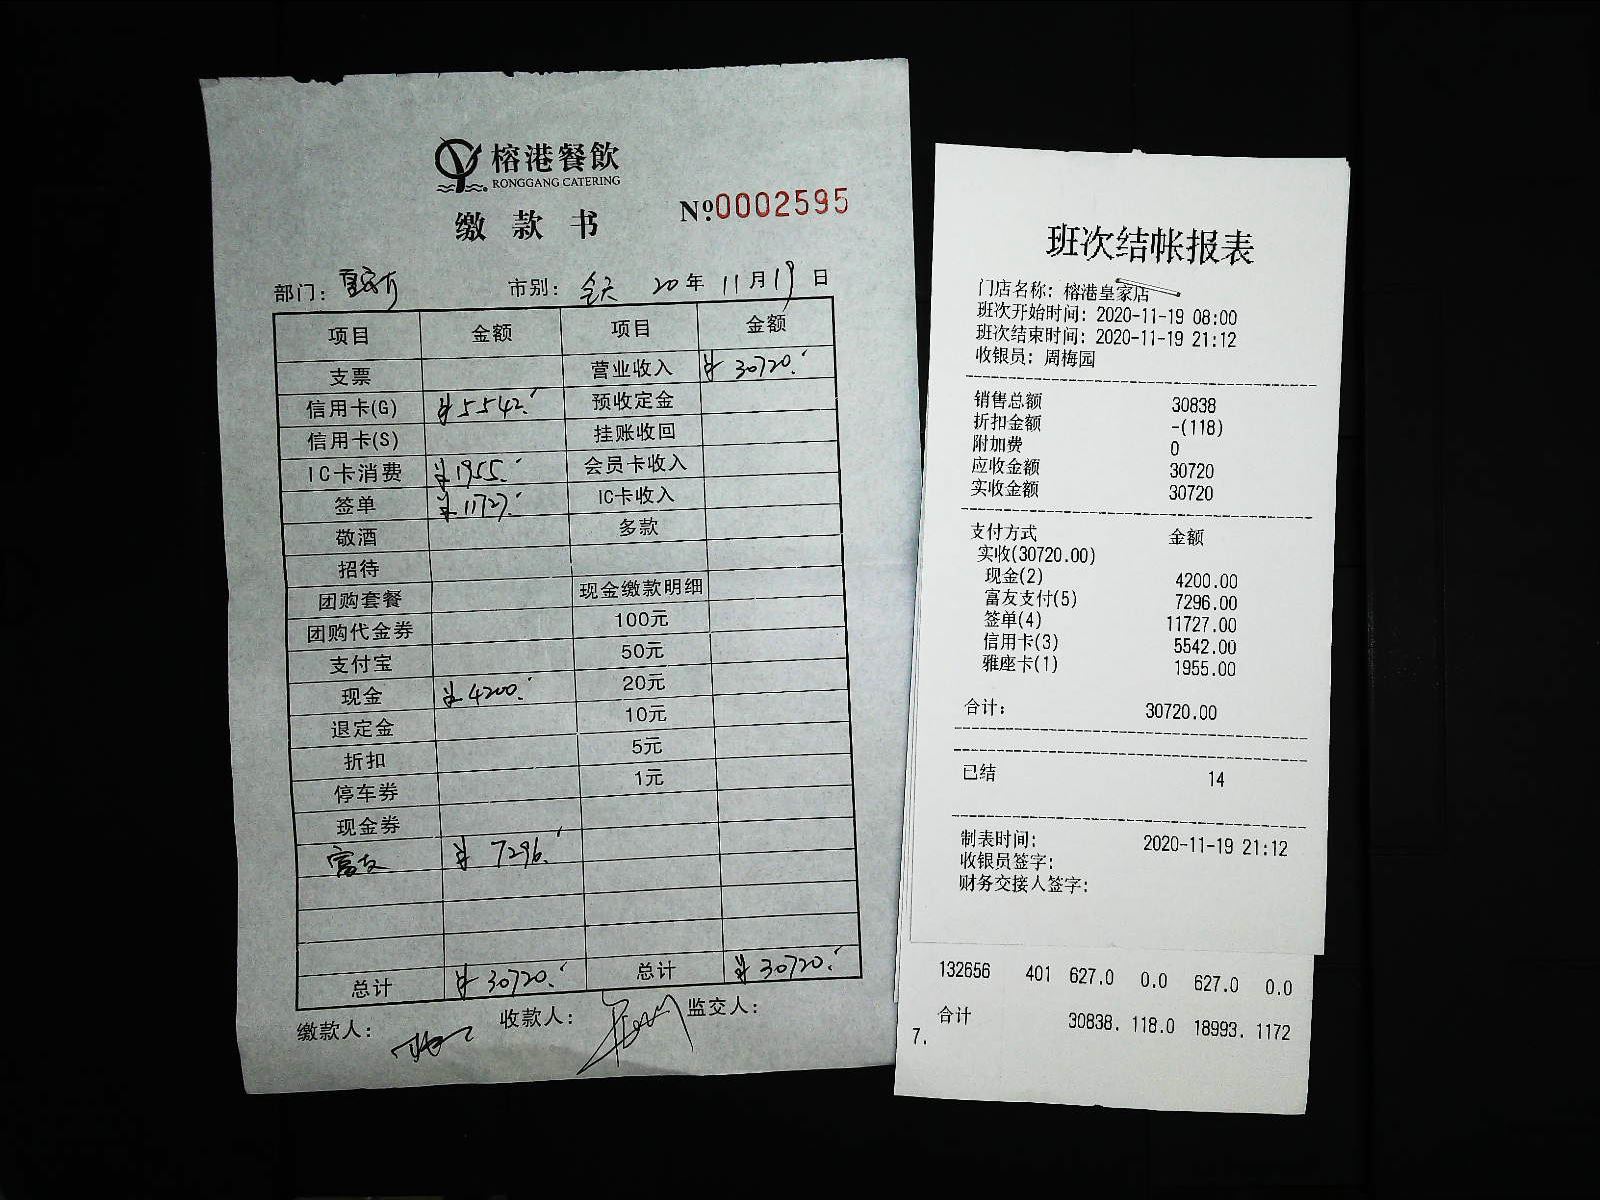 榕港餐飲
RONGGANG CATERING
缴款书
№0002595
部门: 市别: 全天 20年 11月19日
项目 金额 项目 金额
支票 营业收入 ¥30720.
信用卡(G) ¥5542. 预收定金
信用卡(S) 挂账收回
IC卡消费 ¥1955. 会员卡收入
签单 ¥11727. IC卡收入
敬酒 多款
招待
团购套餐 现金缴款明细
团购代金券 100元
支付宝 50元
现金 ¥4200. 20元
退定金 10元
折扣 5元
停车券 1元
现金券
富友 ¥7296.
总计 ¥30720. 总计 ¥30720.
缴款人: 收款人: 监交人:
班次结帐报表
门店名称: 榕港皇家店
班次开始时间: 2020-11-19 08:00
班次结束时间: 2020-11-19 21:12
收银员: 周梅园
销售总额 30838
折扣金额 -(118)
附加费 0
应收金额 30720
实收金额 30720
支付方式 金额
实收(30720.00)
现金(2) 4200.00
富友支付(5) 7296.00
签单(4) 11727.00
信用卡(3) 5542.00
雅座卡(1) 1955.00
合计: 30720.00
已结 14
制表时间: 2020-11-19 21:12
收银员签字:
财务交接人签字:
132656 401 627.0 0.0 627.0 0.0
合计 30838. 118.0 18993. 1172
7.